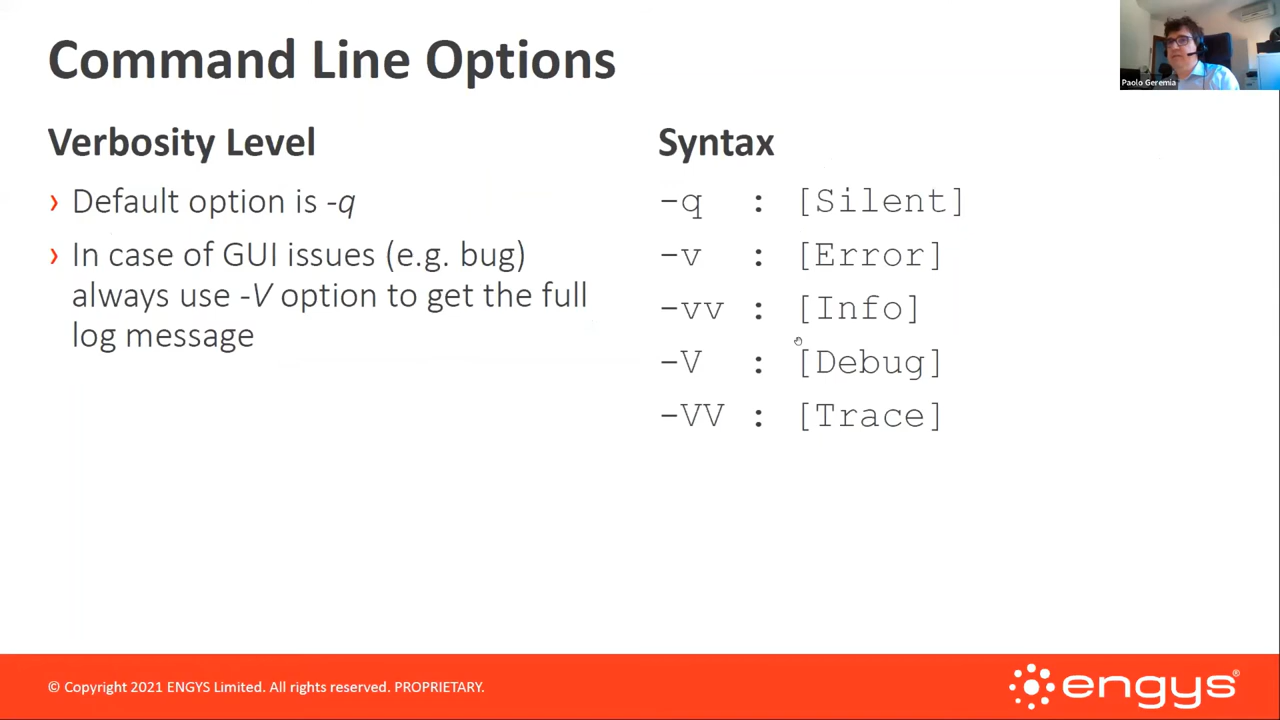 Command Line Options
Paolo Geremia
Verbosity Level
› Default option is -q
› In case of GUI issues (e.g. bug)
always use -V option to get the full
log message
Syntax
-q : [Silent]
-v : [Error]
-vv : [Info]
-V : [Debug]
-VV : [Trace]
© Copyright 2021 ENGYS Limited. All rights reserved. PROPRIETARY.
engys®